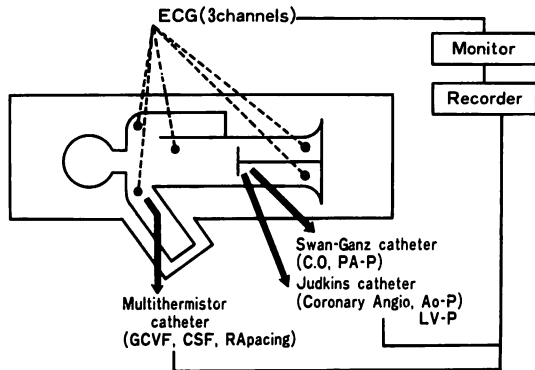 ECG(3channels)
Monitor
Recorder
Swan-Ganz catheter
(C.O, PA-P)
Judkins catheter
(Coronary Angio, Ao-P)
LV-P
Multithermistor
catheter
(GCVF, CSF, RApacing)